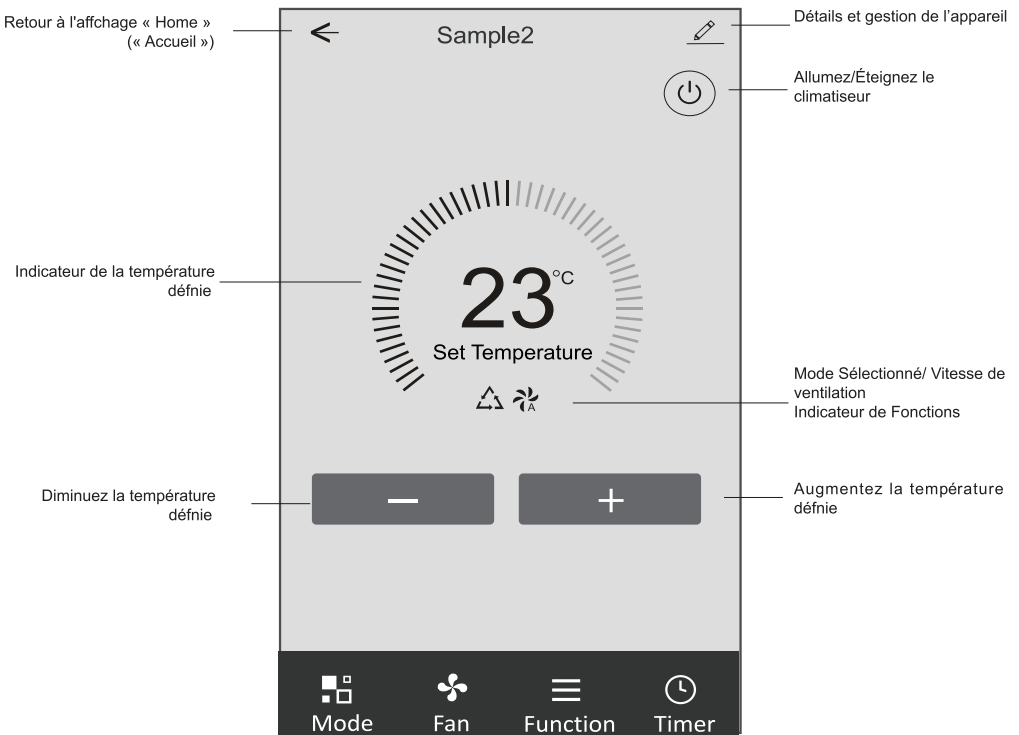 Retour à l'affchage « Home »
(« Accueil »)
Sample2
Détails et gestion de l'appareil
Allumez/Éteignez le
climatiseur
Indicateur de la température
défnie
23°C
Set Temperature
A
Mode Sélectionné/ Vitesse de
ventilation
Indicateur de Fonctions
Diminuez la température
défnie
−
+
Augmentez la température
défnie
Mode Fan Function Timer